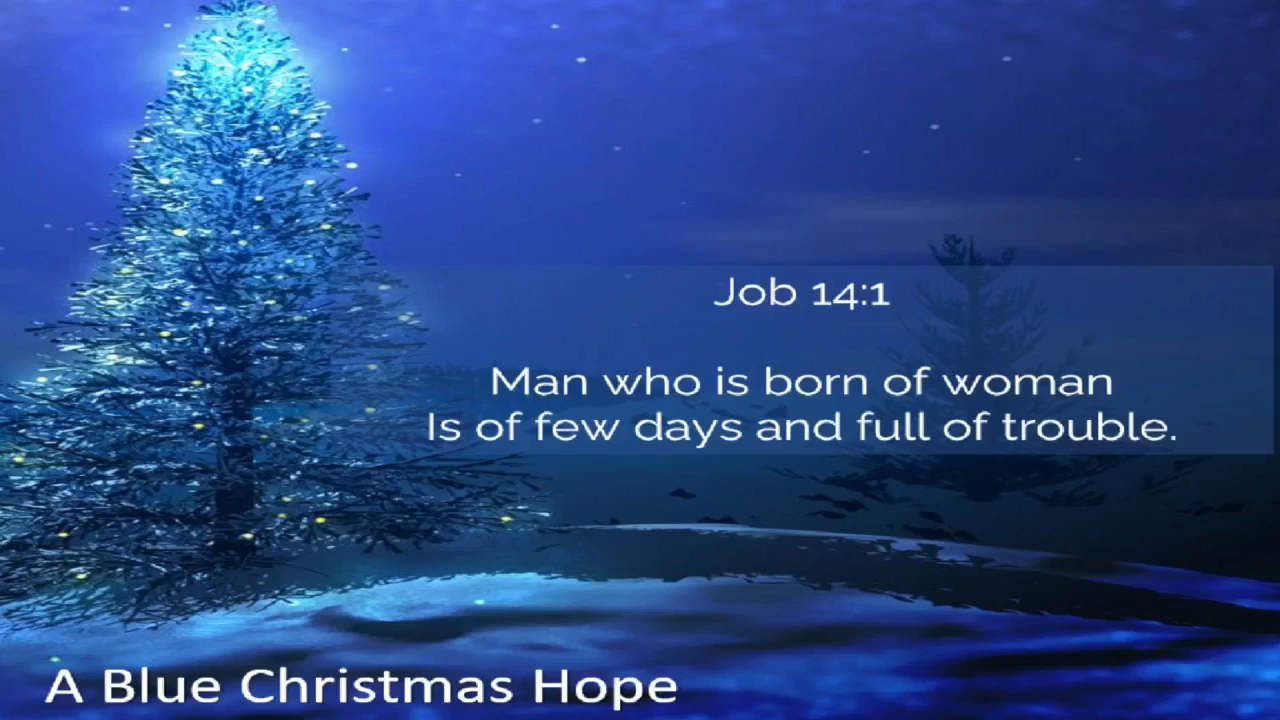 Job 14:1
Man who is born of woman
Is of few days and full of trouble.
A Blue Christmas Hope